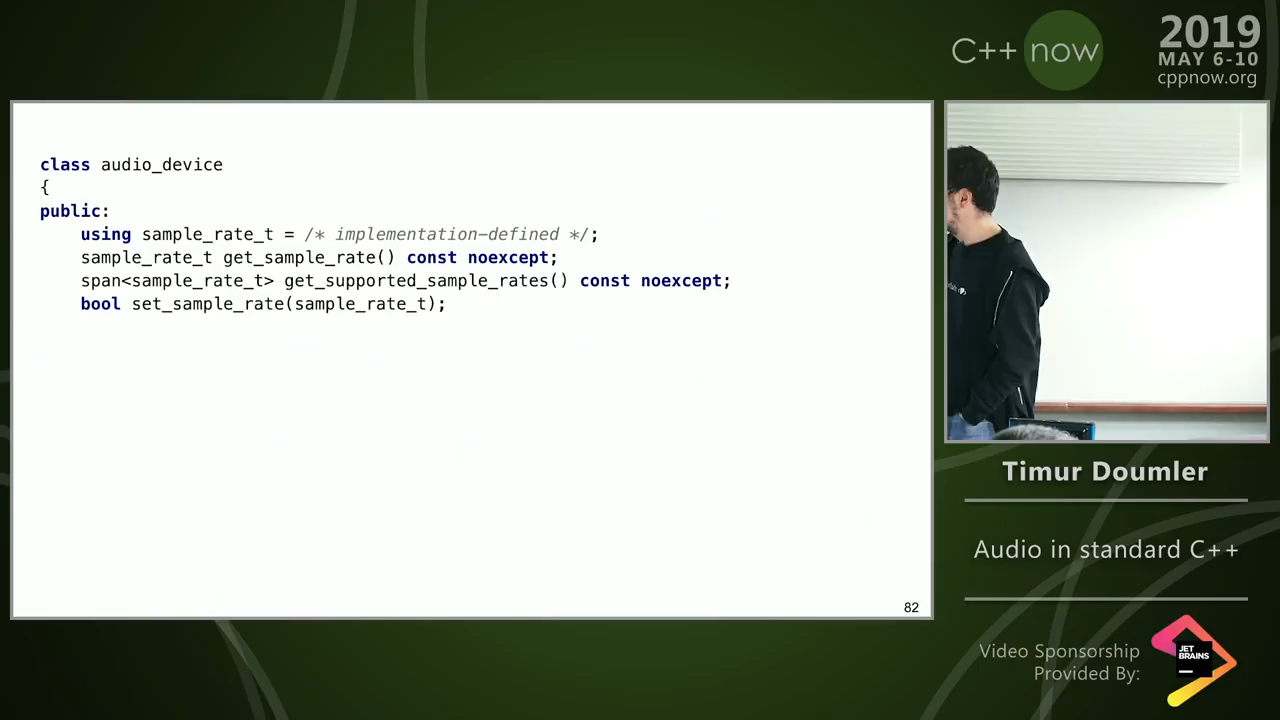 C++ now
2019
MAY 6-10
cppnow.org
class audio_device
{
public:
    using sample_rate_t = /* implementation-defined */;
    sample_rate_t get_sample_rate() const noexcept;
    span<sample_rate_t> get_supported_sample_rates() const noexcept;
    bool set_sample_rate(sample_rate_t);
82
Timur Doumler
Audio in standard C++
Video Sponsorship
Provided By:
JET
BRAINS